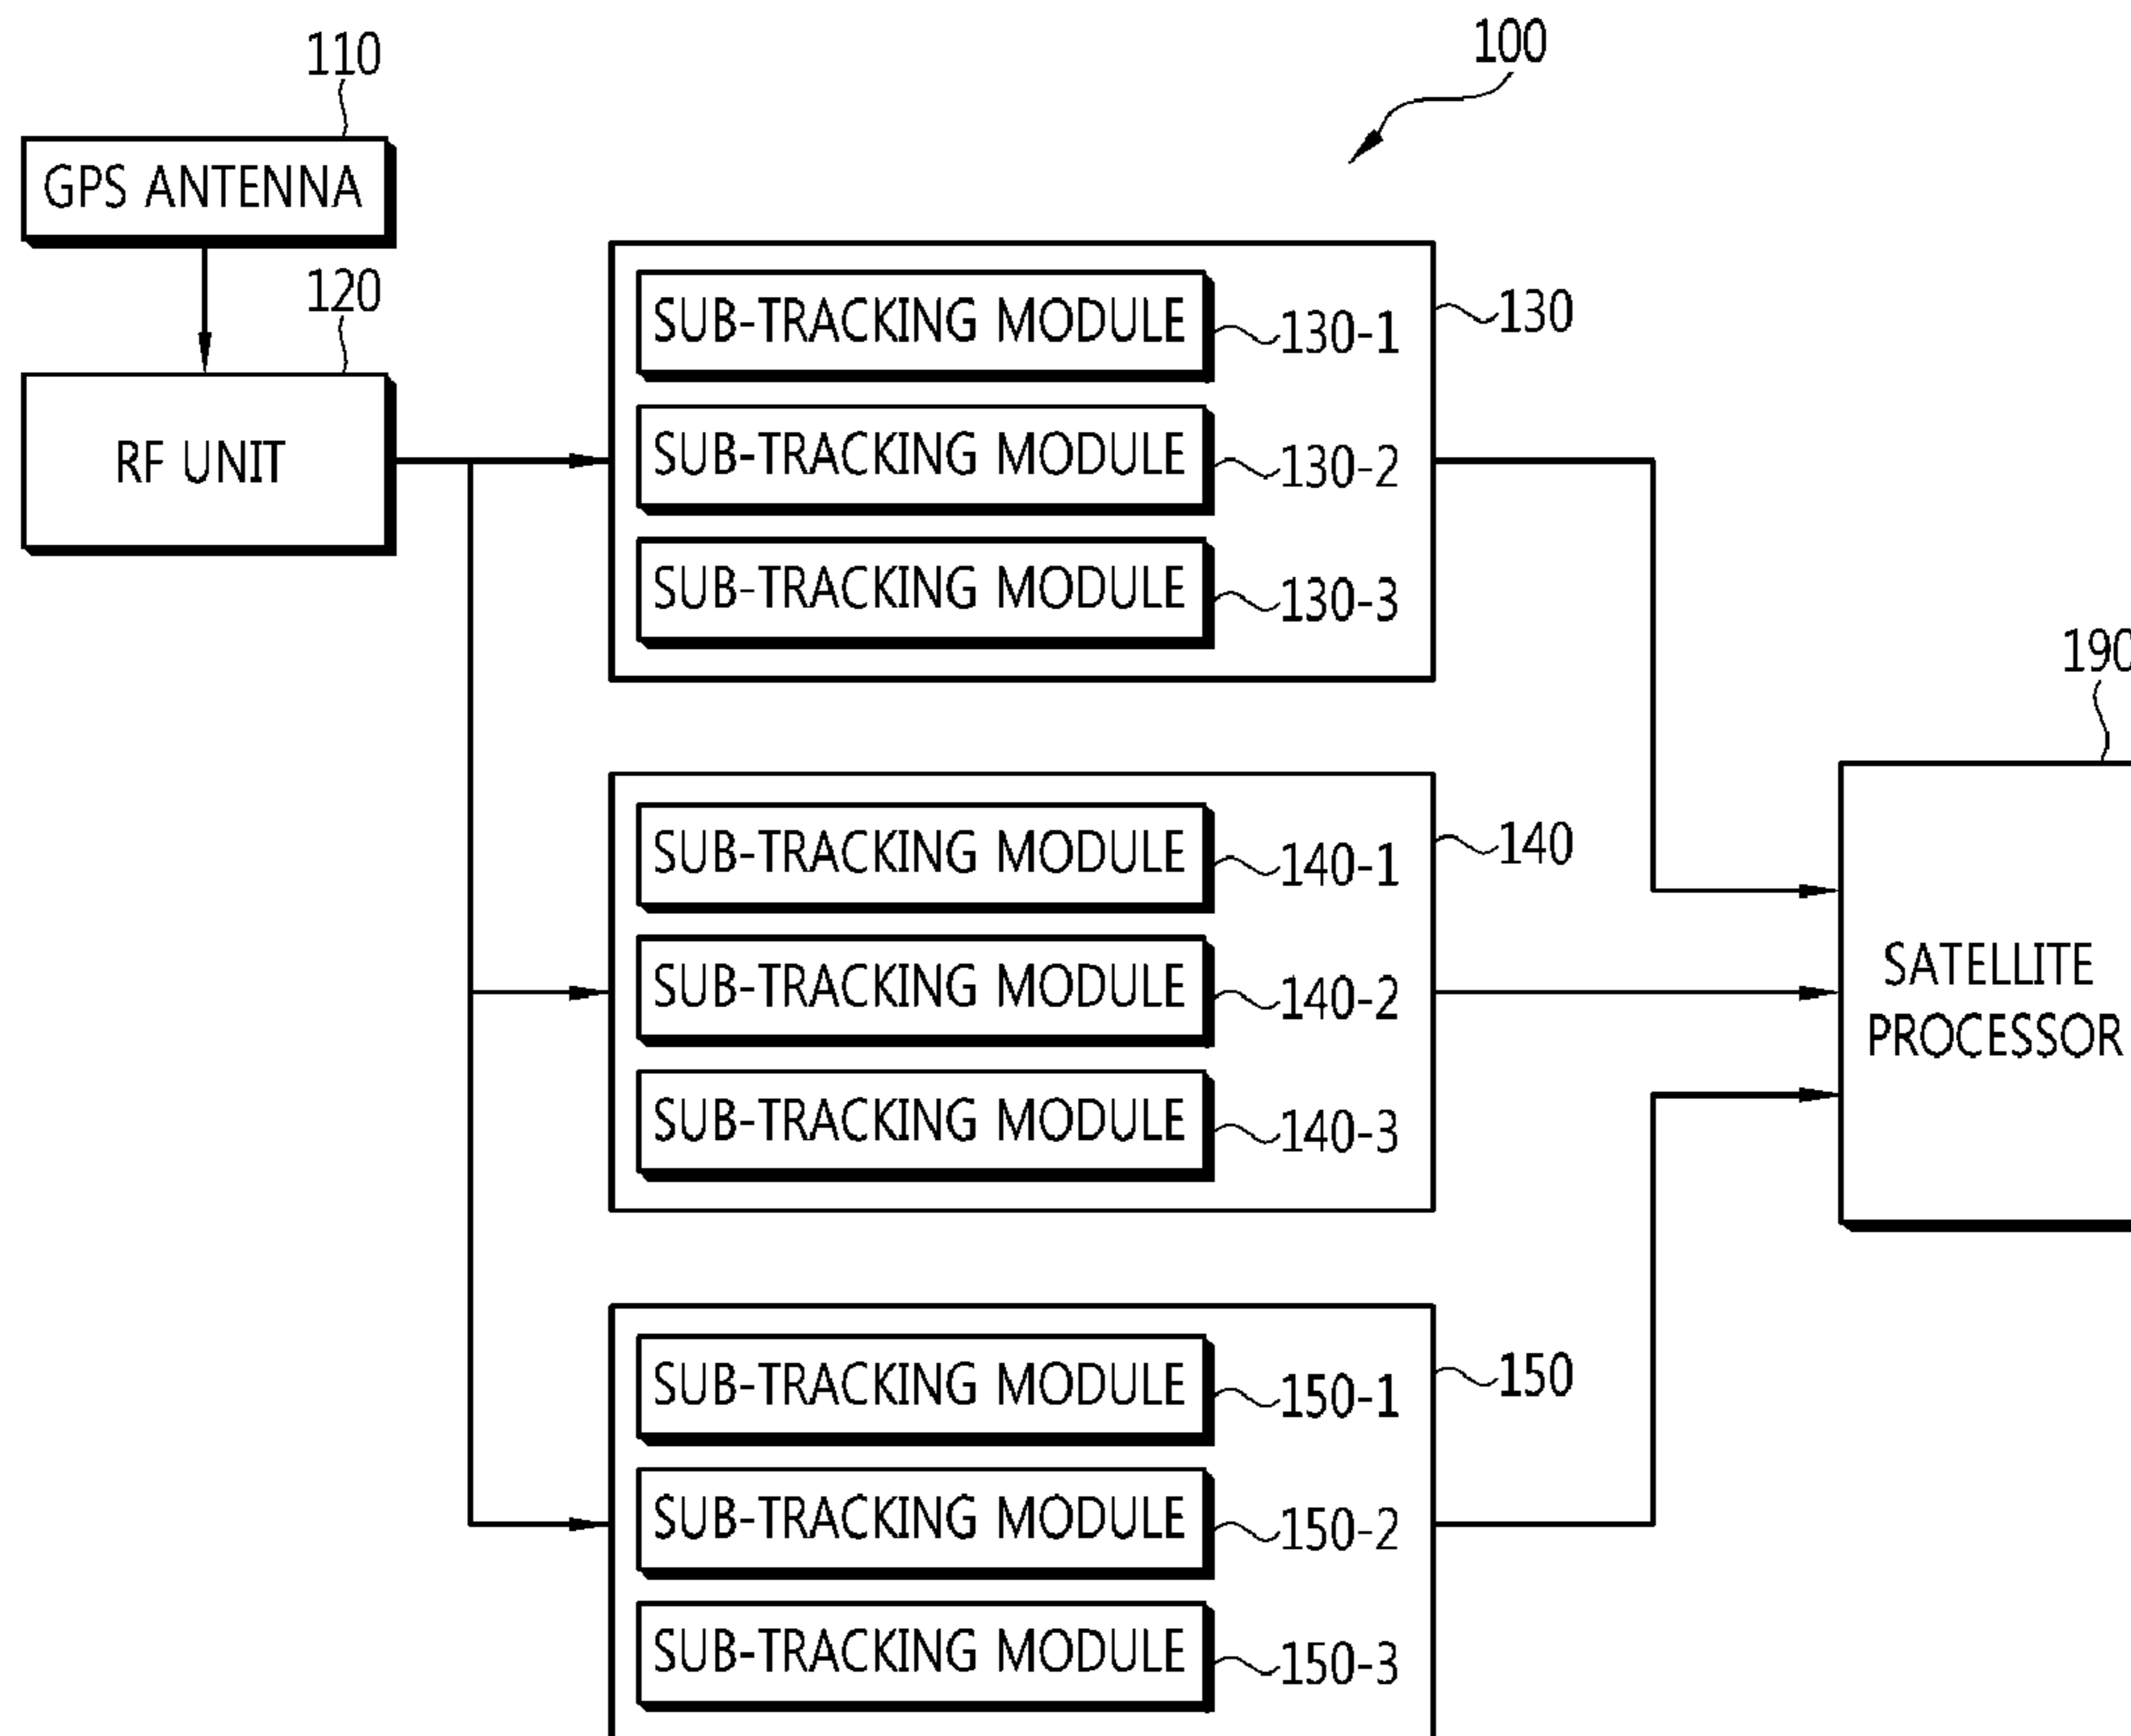 110
100
GPS ANTENNA
120
RF UNIT
SUB-TRACKING MODULE
130-1
130
SUB-TRACKING MODULE
130-2
SUB-TRACKING MODULE
130-3
190
SUB-TRACKING MODULE
140-1
140
SUB-TRACKING MODULE
140-2
SUB-TRACKING MODULE
140-3
SATELLITE
PROCESSOR
SUB-TRACKING MODULE
150-1
150
SUB-TRACKING MODULE
150-2
SUB-TRACKING MODULE
150-3